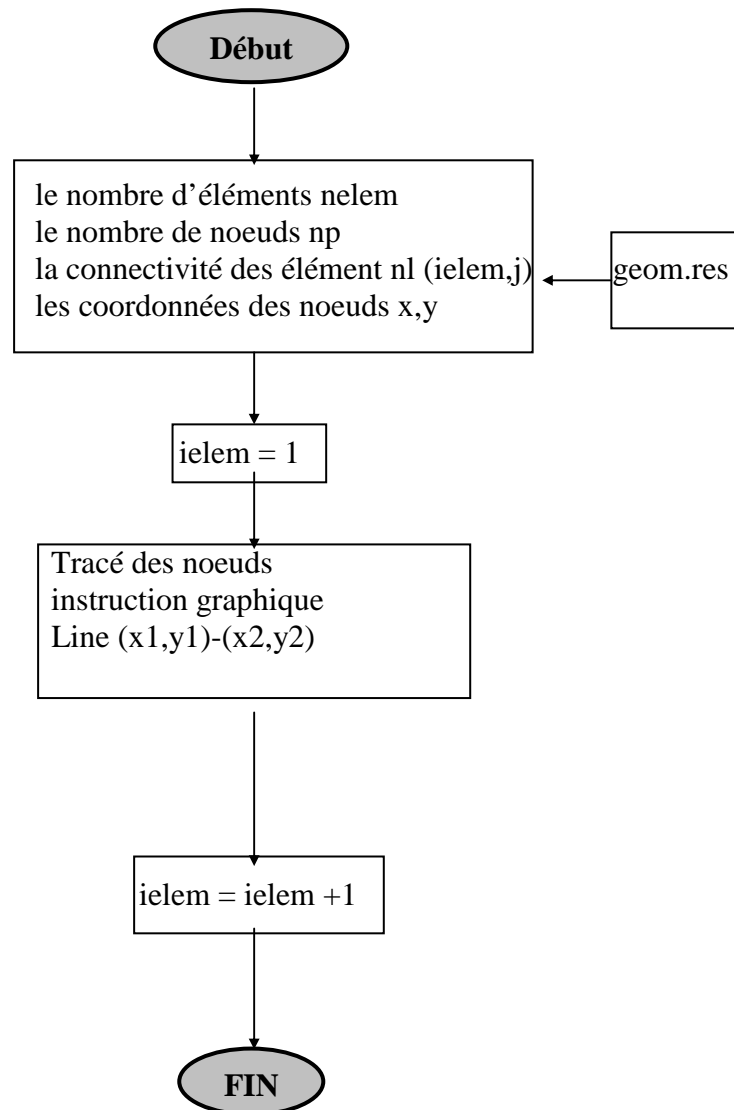 Début
le nombre d'éléments nelem
le nombre de noeuds np
la connectivité des élément nl (ielem,j)
les coordonnées des noeuds x,y
geom.res
ielem = 1
Tracé des noeuds
instruction graphique
Line (x1,y1)-(x2,y2)
ielem = ielem +1
FIN